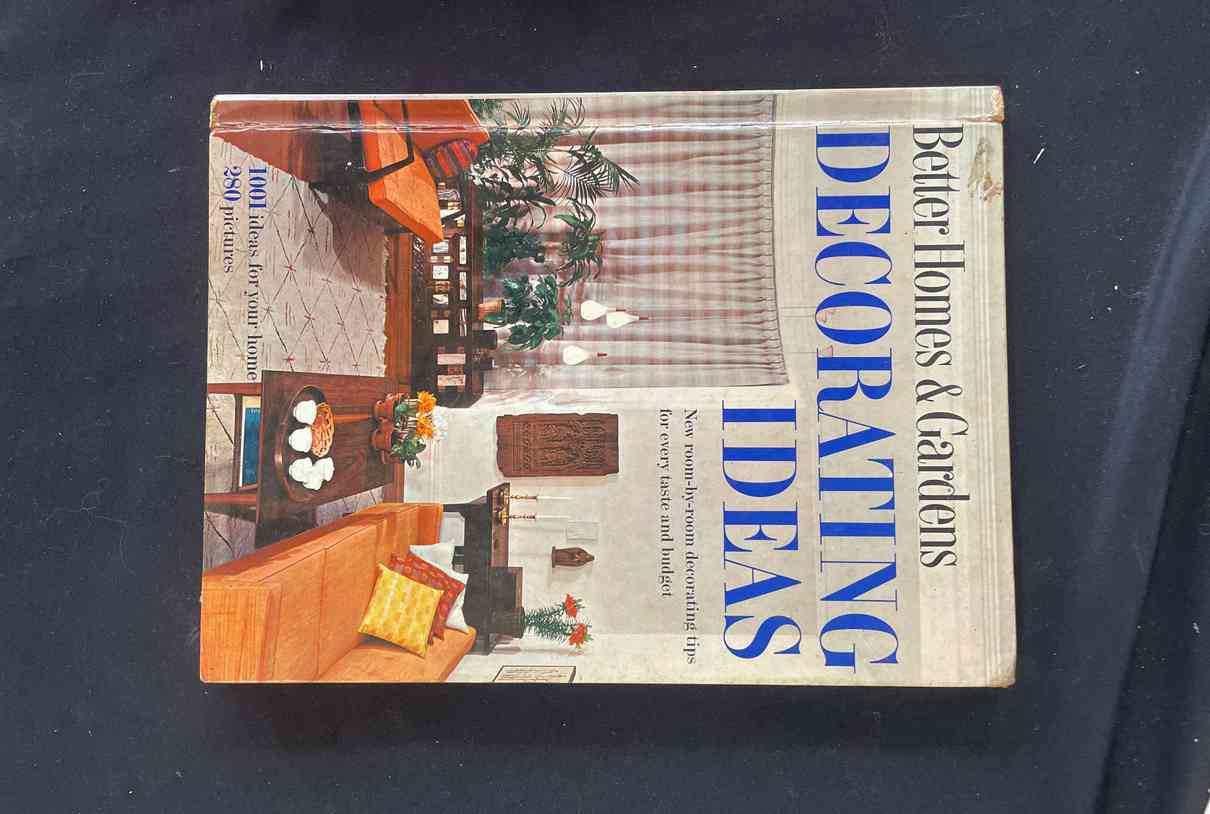 Better Homes & Gardens
DECORATING
IDEAS
New room-by-room decorating tips
for every taste and budget
1001 ideas for your home
280 pictures